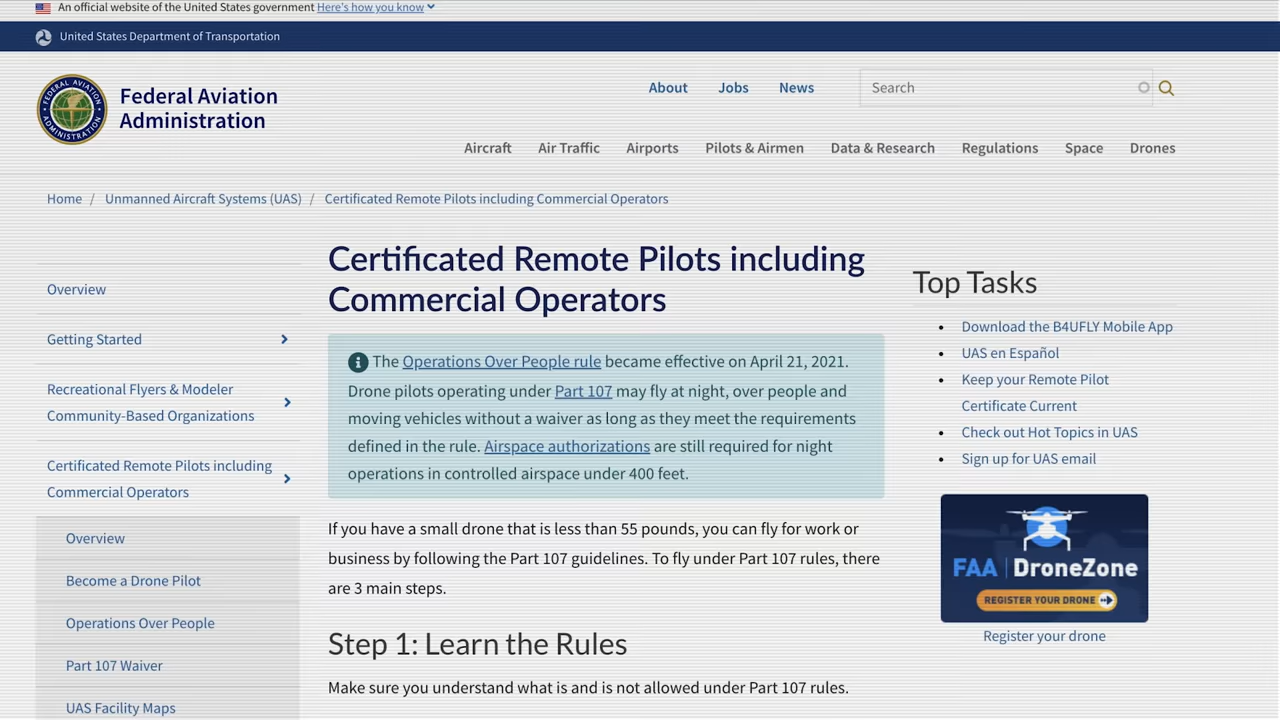 An official website of the United States government Here's how you know
United States Department of Transportation
FEDERAL AVIATION
ADMINISTRATION
Federal Aviation
Administration
About
Jobs
News
Search
Aircraft
Air Traffic
Airports
Pilots & Airmen
Data & Research
Regulations
Space
Drones
Home / Unmanned Aircraft Systems (UAS) / Certificated Remote Pilots including Commercial Operators
Overview
Getting Started
Recreational Flyers & Modeler
Community-Based Organizations
Certificated Remote Pilots including
Commercial Operators
Overview
Become a Drone Pilot
Operations Over People
Part 107 Waiver
UAS Facility Maps
Certificated Remote Pilots including
Commercial Operators
The Operations Over People rule became effective on April 21, 2021.
Drone pilots operating under Part 107 may fly at night, over people and
moving vehicles without a waiver as long as they meet the requirements
defined in the rule. Airspace authorizations are still required for night
operations in controlled airspace under 400 feet.
If you have a small drone that is less than 55 pounds, you can fly for work or
business by following the Part 107 guidelines. To fly under Part 107 rules, there
are 3 main steps.
Step 1: Learn the Rules
Make sure you understand what is and is not allowed under Part 107 rules.
Top Tasks
• Download the B4UFLY Mobile App
• UAS en Español
• Keep your Remote Pilot
Certificate Current
• Check out Hot Topics in UAS
• Sign up for UAS email
FAA | DroneZone
REGISTER YOUR DRONE
Register your drone